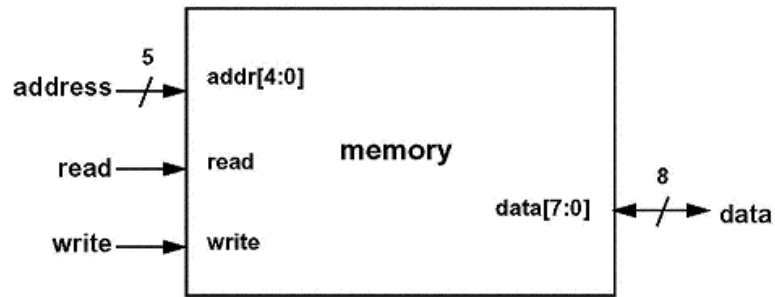 5
address
addr[4:0]
memory
read
read
8
data[7:0]
data
write
write